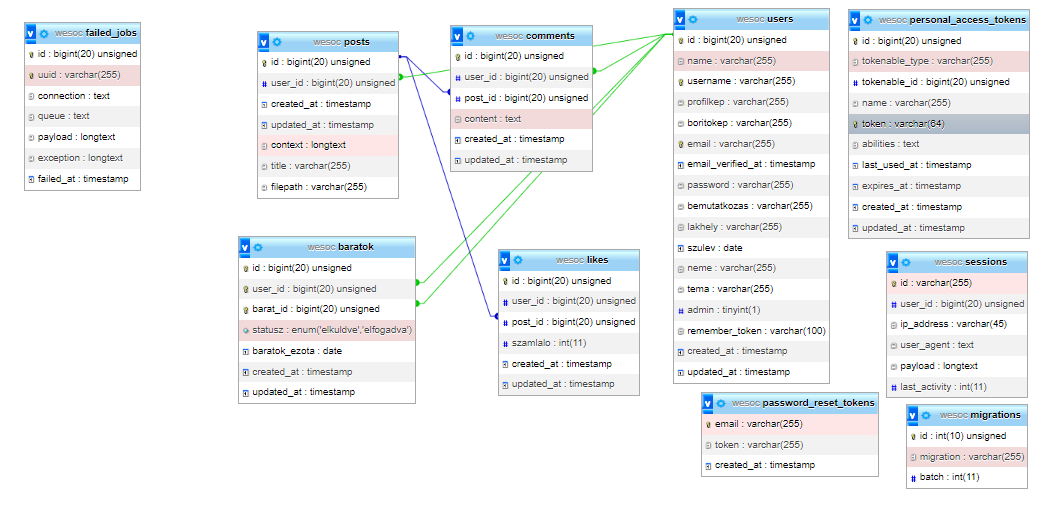 wesoc failed_jobs
id : bigint(20) unsigned
uuid : varchar(255)
connection : text
queue : text
payload : longtext
exception : longtext
failed_at : timestamp
wesoc posts
id : bigint(20) unsigned
user_id : bigint(20) unsigned
created_at : timestamp
updated_at : timestamp
context : longtext
title : varchar(255)
filepath : varchar(255)
wesoc comments
id : bigint(20) unsigned
user_id : bigint(20) unsigned
post_id : bigint(20) unsigned
content : text
created_at : timestamp
updated_at : timestamp
wesoc users
id : bigint(20) unsigned
name : varchar(255)
username : varchar(255)
profilkep : varchar(255)
boritokep : varchar(255)
email : varchar(255)
email_verified_at : timestamp
password : varchar(255)
bemutatkozas : varchar(255)
lakhely : varchar(255)
szulev : date
neme : varchar(255)
tema : varchar(255)
admin : tinyint(1)
remember_token : varchar(100)
created_at : timestamp
updated_at : timestamp
wesoc personal_access_tokens
id : bigint(20) unsigned
tokenable_type : varchar(255)
tokenable_id : bigint(20) unsigned
name : varchar(255)
token : varchar(64)
abilities : text
last_used_at : timestamp
expires_at : timestamp
created_at : timestamp
updated_at : timestamp
wesoc baratok
id : bigint(20) unsigned
user_id : bigint(20) unsigned
barat_id : bigint(20) unsigned
statusz : enum('elkuldve','elfogadva')
baratok_ezota : date
created_at : timestamp
updated_at : timestamp
wesoc likes
id : bigint(20) unsigned
user_id : bigint(20) unsigned
post_id : bigint(20) unsigned
szamlalo : int(11)
created_at : timestamp
updated_at : timestamp
wesoc sessions
id : varchar(255)
user_id : bigint(20) unsigned
ip_address : varchar(45)
user_agent : text
payload : longtext
last_activity : int(11)
wesoc password_reset_tokens
email : varchar(255)
token : varchar(255)
created_at : timestamp
wesoc migrations
id : int(10) unsigned
migration : varchar(255)
batch : int(11)